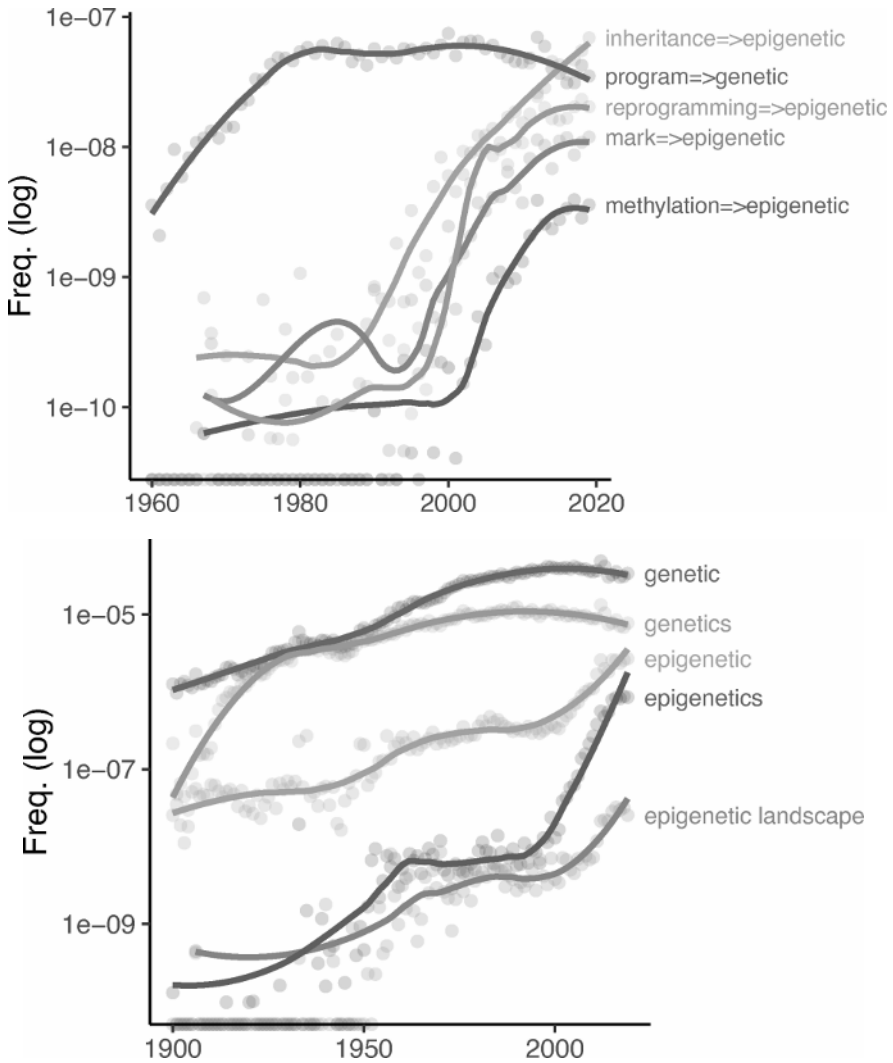 1e-07
inheritance=>epigenetic
program=>genetic
reprogramming=>epigenetic
mark=>epigenetic
1e-08
methylation=>epigenetic
Freq. (log)
1e-09
1e-10
1960 1980 2000 2020
genetic
1e-05
genetics
epigenetic
epigenetics
1e-07
Freq. (log)
epigenetic landscape
1e-09
1900 1950 2000